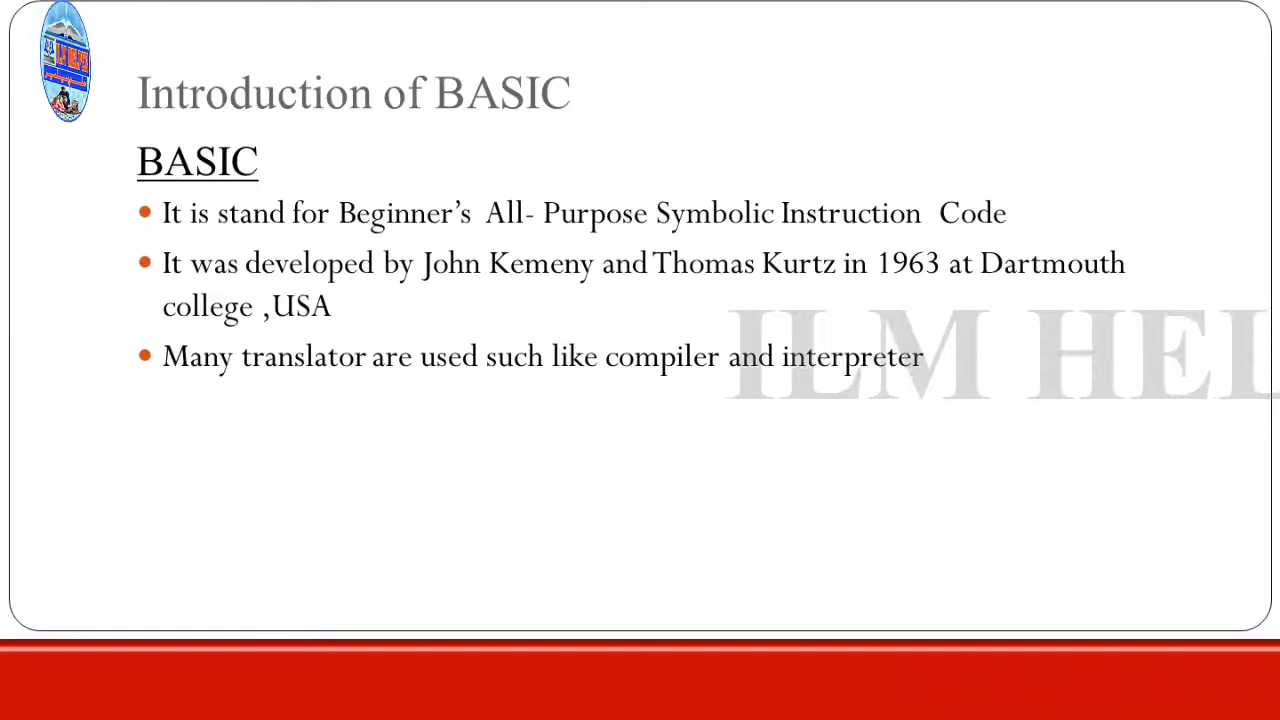 ILM HELPER
Introduction of BASIC
BASIC
It is stand for Beginner's All- Purpose Symbolic Instruction Code
It was developed by John Kemeny and Thomas Kurtz in 1963 at Dartmouth
college ,USA
Many translator are used such like compiler and interpreter
ILM HEL